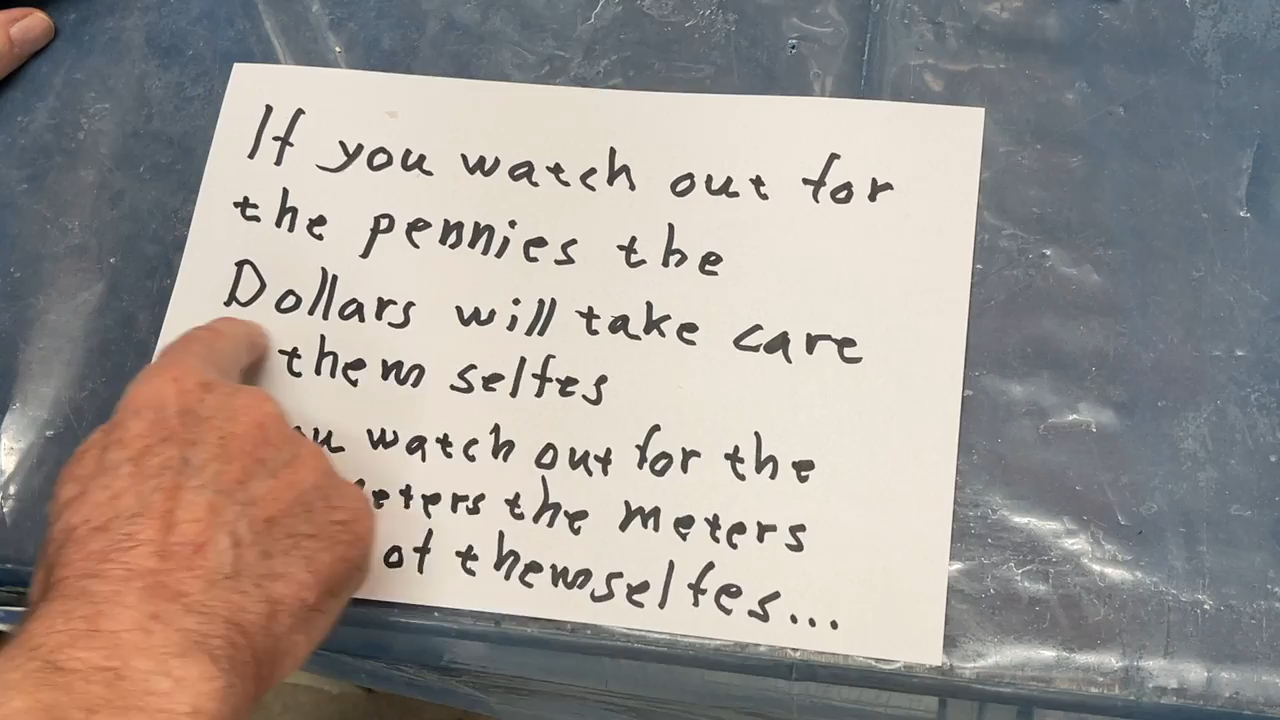 If you watch out for
the pennies the
Dollars will take care
them selfes
watch out for the
the meters
of themselfes...